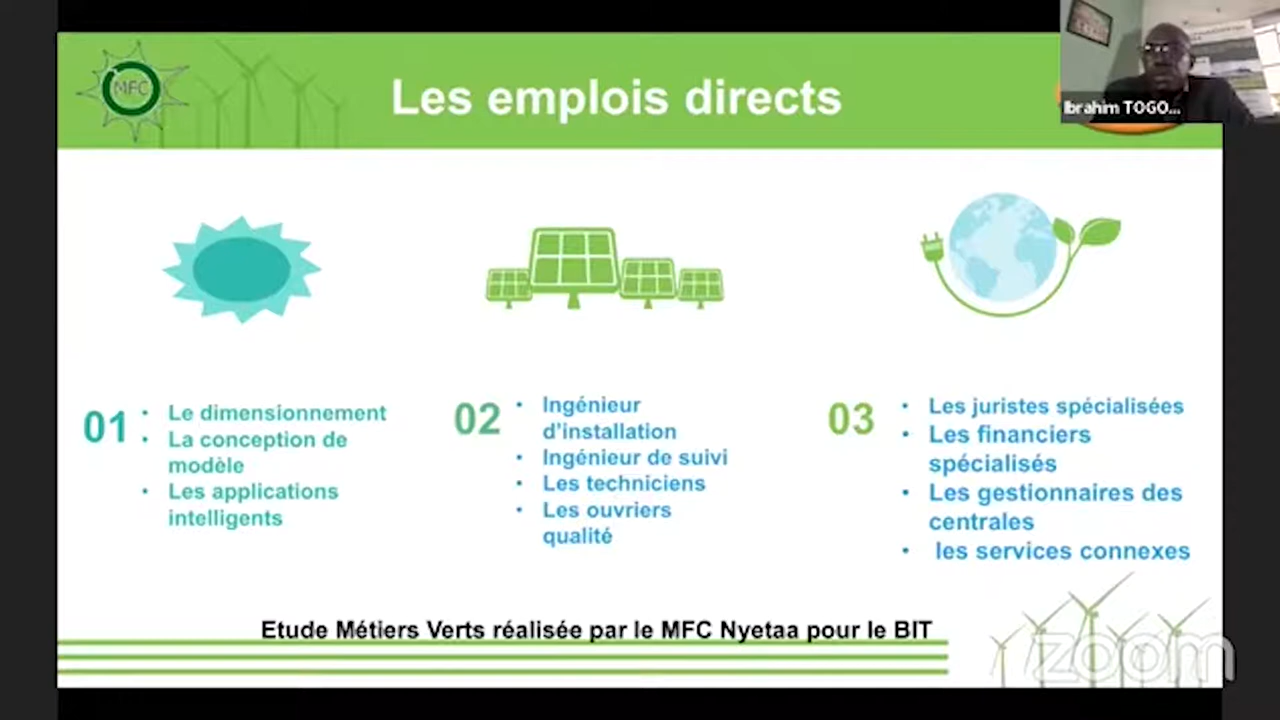 MFC
Les emplois directs
Ibrahim TOGO...
01
Le dimensionnement
La conception de
modèle
Les applications
intelligents
02
Ingénieur
d'installation
Ingénieur de suivi
Les techniciens
Les ouvriers
qualité
03
Les juristes spécialisées
Les financiers
spécialisés
Les gestionnaires des
centrales
les services connexes
Etude Métiers Verts réalisée par le MFC Nyetaa pour le BIT
zoom